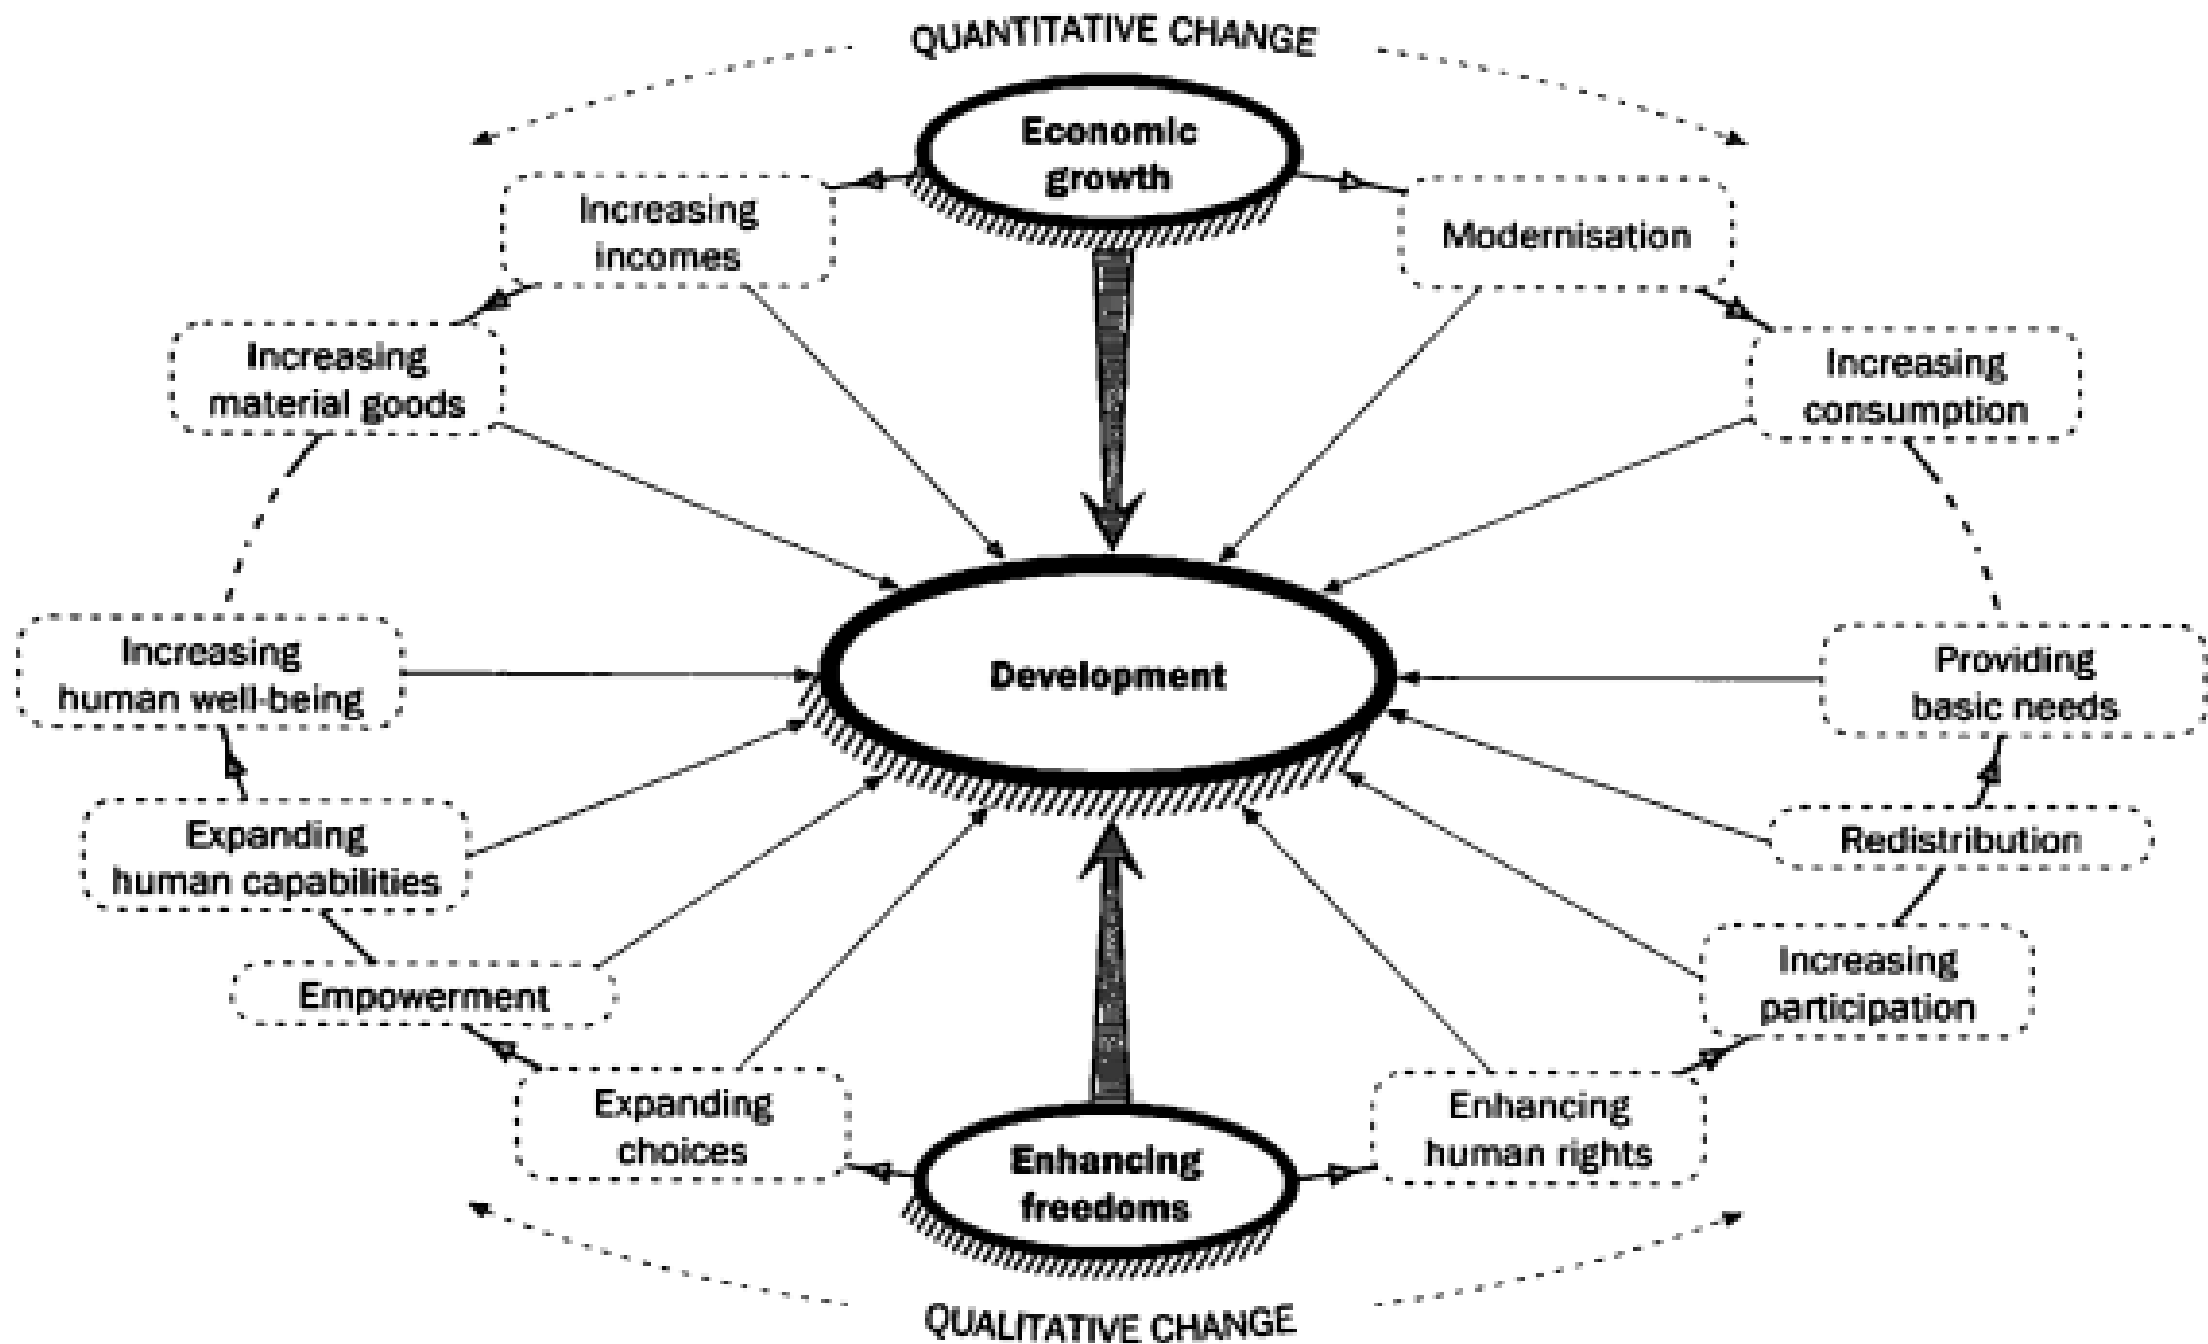 QUANTITATIVE CHANGE
Economic
growth
Increasing
incomes
Modernisation
Increasing
material goods
Increasing
consumption
Increasing
human well-being
Development
Providing
basic needs
Expanding
human capabilities
Redistribution
Empowerment
Increasing
participation
Expanding
choices
Enhancing
freedoms
Enhancing
human rights
QUALITATIVE CHANGE